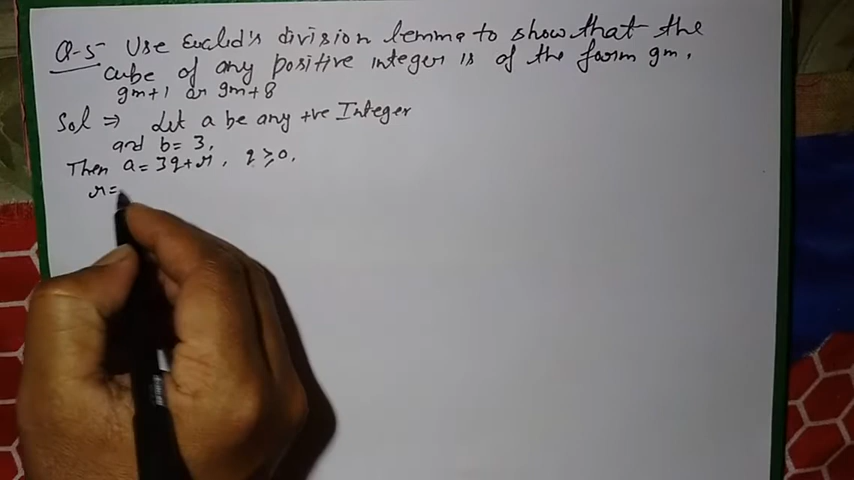 Q-5 Use Euclid's division lemma to show that the
cube of any positive integer is of the form 9m,
9m+1 or 9m+8
Sol ⇒ Let a be any +ve Integer
and b = 3,
Then a = 3q+r, q ≥ 0,
r=